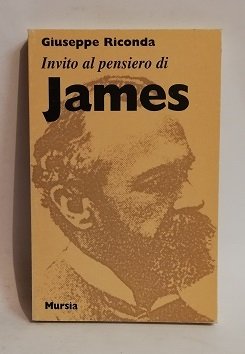 Giuseppe Riconda
Invito al pensiero di
James
Mursia